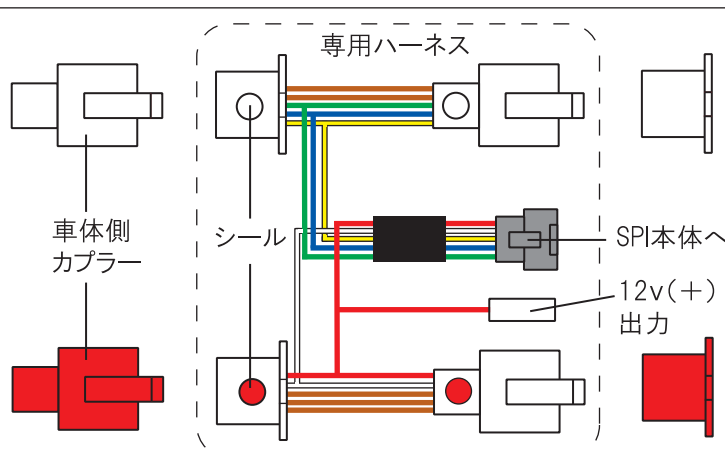 専用ハーネス
車体側
カプラー
シール
SPI本体へ
12v(+)
出力